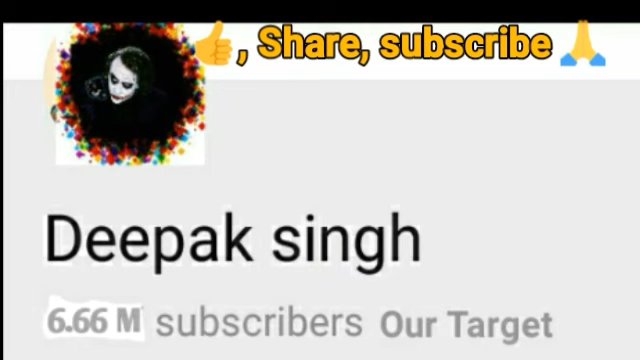 👍, Share, subscribe 🙏
Deepak singh
6.66 M subscribers Our Target